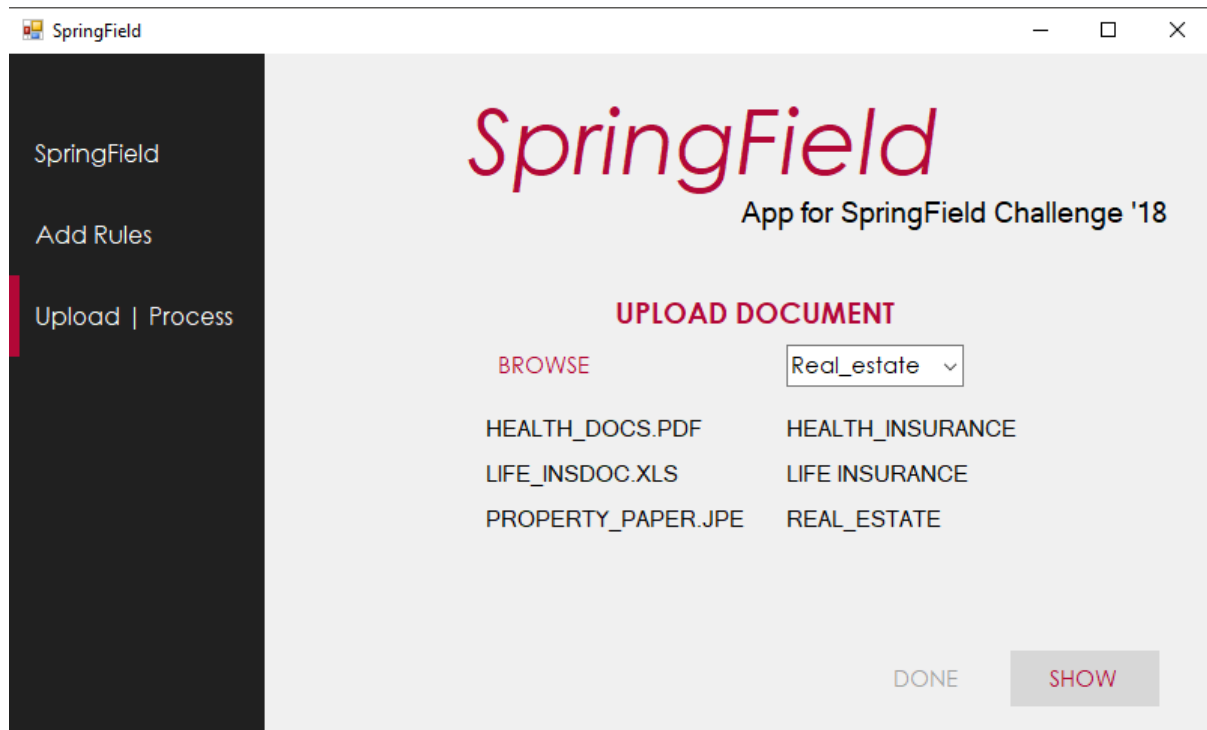 SpringField
SpringField
Add Rules
Upload | Process
SpringField
App for SpringField Challenge '18
UPLOAD DOCUMENT
BROWSE Real_estate
HEALTH_DOCS.PDF HEALTH_INSURANCE
LIFE_INSDOC.XLS LIFE INSURANCE
PROPERTY_PAPER.JPE REAL_ESTATE
DONE SHOW